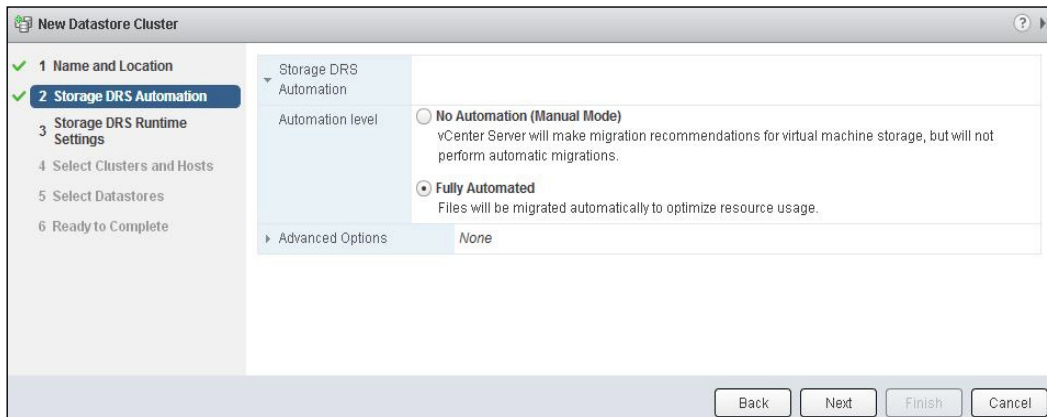 New Datastore Cluster
?
1 Name and Location
2 Storage DRS Automation
3 Storage DRS Runtime
Settings
4 Select Clusters and Hosts
5 Select Datastores
6 Ready to Complete
Storage DRS
Automation
Automation level
No Automation (Manual Mode)
vCenter Server will make migration recommendations for virtual machine storage, but will not
perform automatic migrations.
Fully Automated
Files will be migrated automatically to optimize resource usage.
Advanced Options None
Back Next Finish Cancel